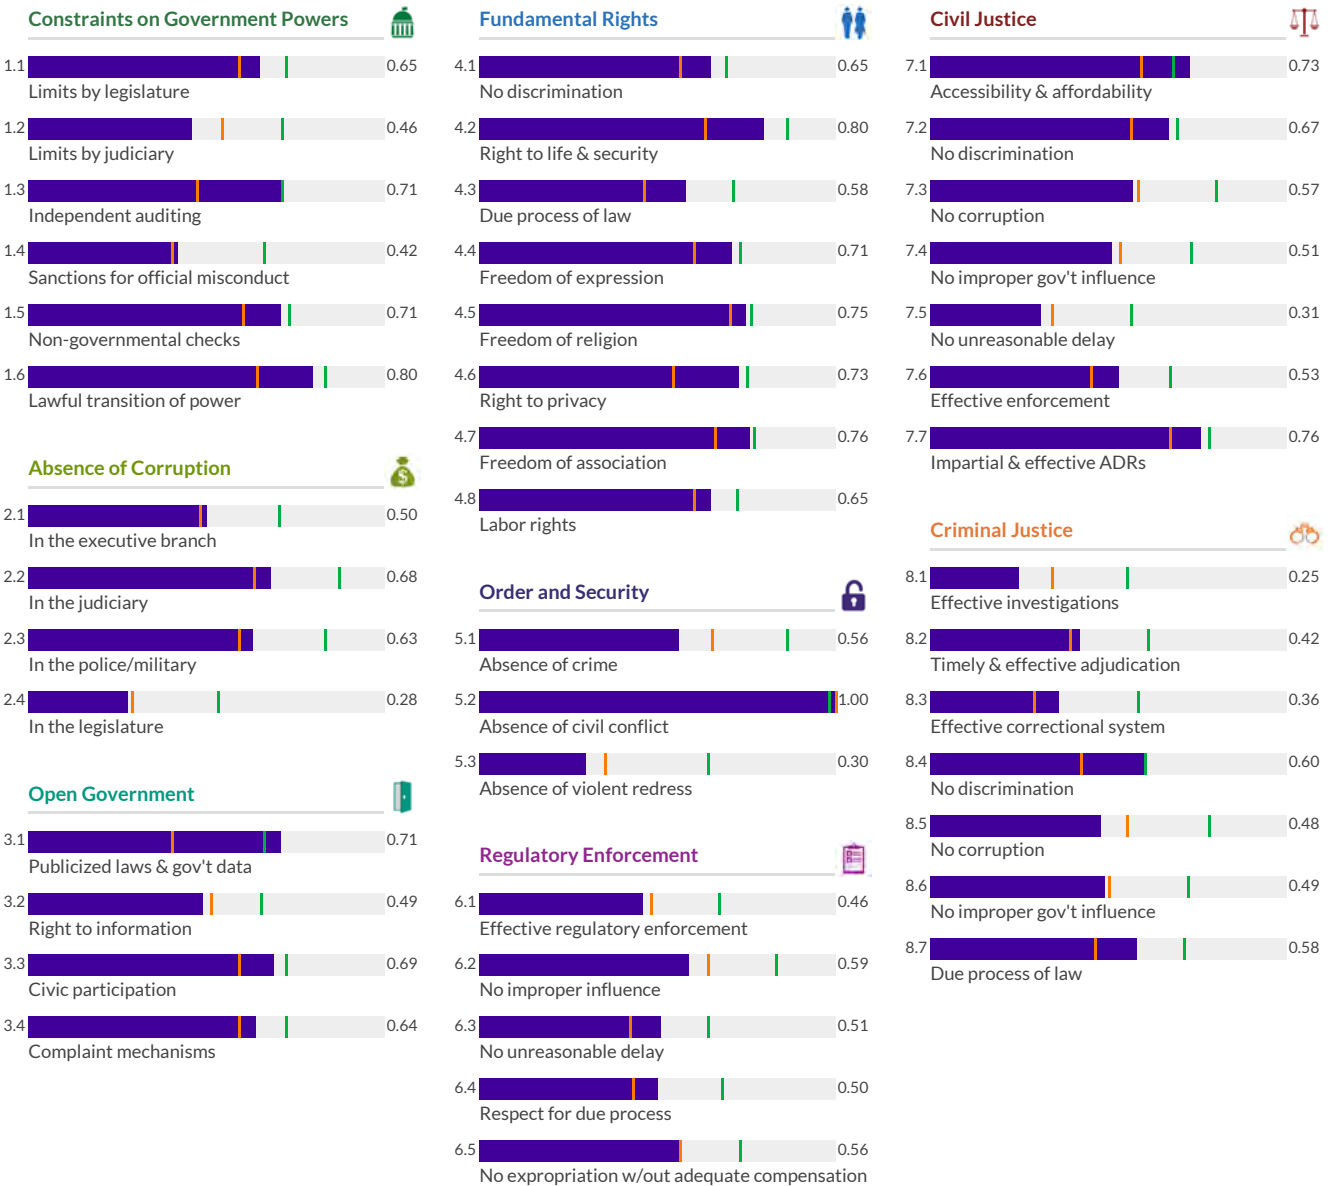 Constraints on Government Powers
1.1 0.65
Limits by legislature
1.2 0.46
Limits by judiciary
1.3 0.71
Independent auditing
1.4 0.42
Sanctions for official misconduct
1.5 0.71
Non-governmental checks
1.6 0.80
Lawful transition of power
Absence of Corruption
2.1 0.50
In the executive branch
2.2 0.68
In the judiciary
2.3 0.63
In the police/military
2.4 0.28
In the legislature
Open Government
3.1 0.71
Publicized laws & gov't data
3.2 0.49
Right to information
3.3 0.69
Civic participation
3.4 0.64
Complaint mechanisms
Fundamental Rights
4.1 0.65
No discrimination
4.2 0.80
Right to life & security
4.3 0.58
Due process of law
4.4 0.71
Freedom of expression
4.5 0.75
Freedom of religion
4.6 0.73
Right to privacy
4.7 0.76
Freedom of association
4.8 0.65
Labor rights
Order and Security
5.1 0.56
Absence of crime
5.2 1.00
Absence of civil conflict
5.3 0.30
Absence of violent redress
Regulatory Enforcement
6.1 0.46
Effective regulatory enforcement
6.2 0.59
No improper influence
6.3 0.51
No unreasonable delay
6.4 0.50
Respect for due process
6.5 0.56
No expropriation w/out adequate compensation
Civil Justice
7.1 0.73
Accessibility & affordability
7.2 0.67
No discrimination
7.3 0.57
No corruption
7.4 0.51
No improper gov't influence
7.5 0.31
No unreasonable delay
7.6 0.53
Effective enforcement
7.7 0.76
Impartial & effective ADRs
Criminal Justice
8.1 0.25
Effective investigations
8.2 0.42
Timely & effective adjudication
8.3 0.36
Effective correctional system
8.4 0.60
No discrimination
8.5 0.48
No corruption
8.6 0.49
No improper gov't influence
8.7 0.58
Due process of law